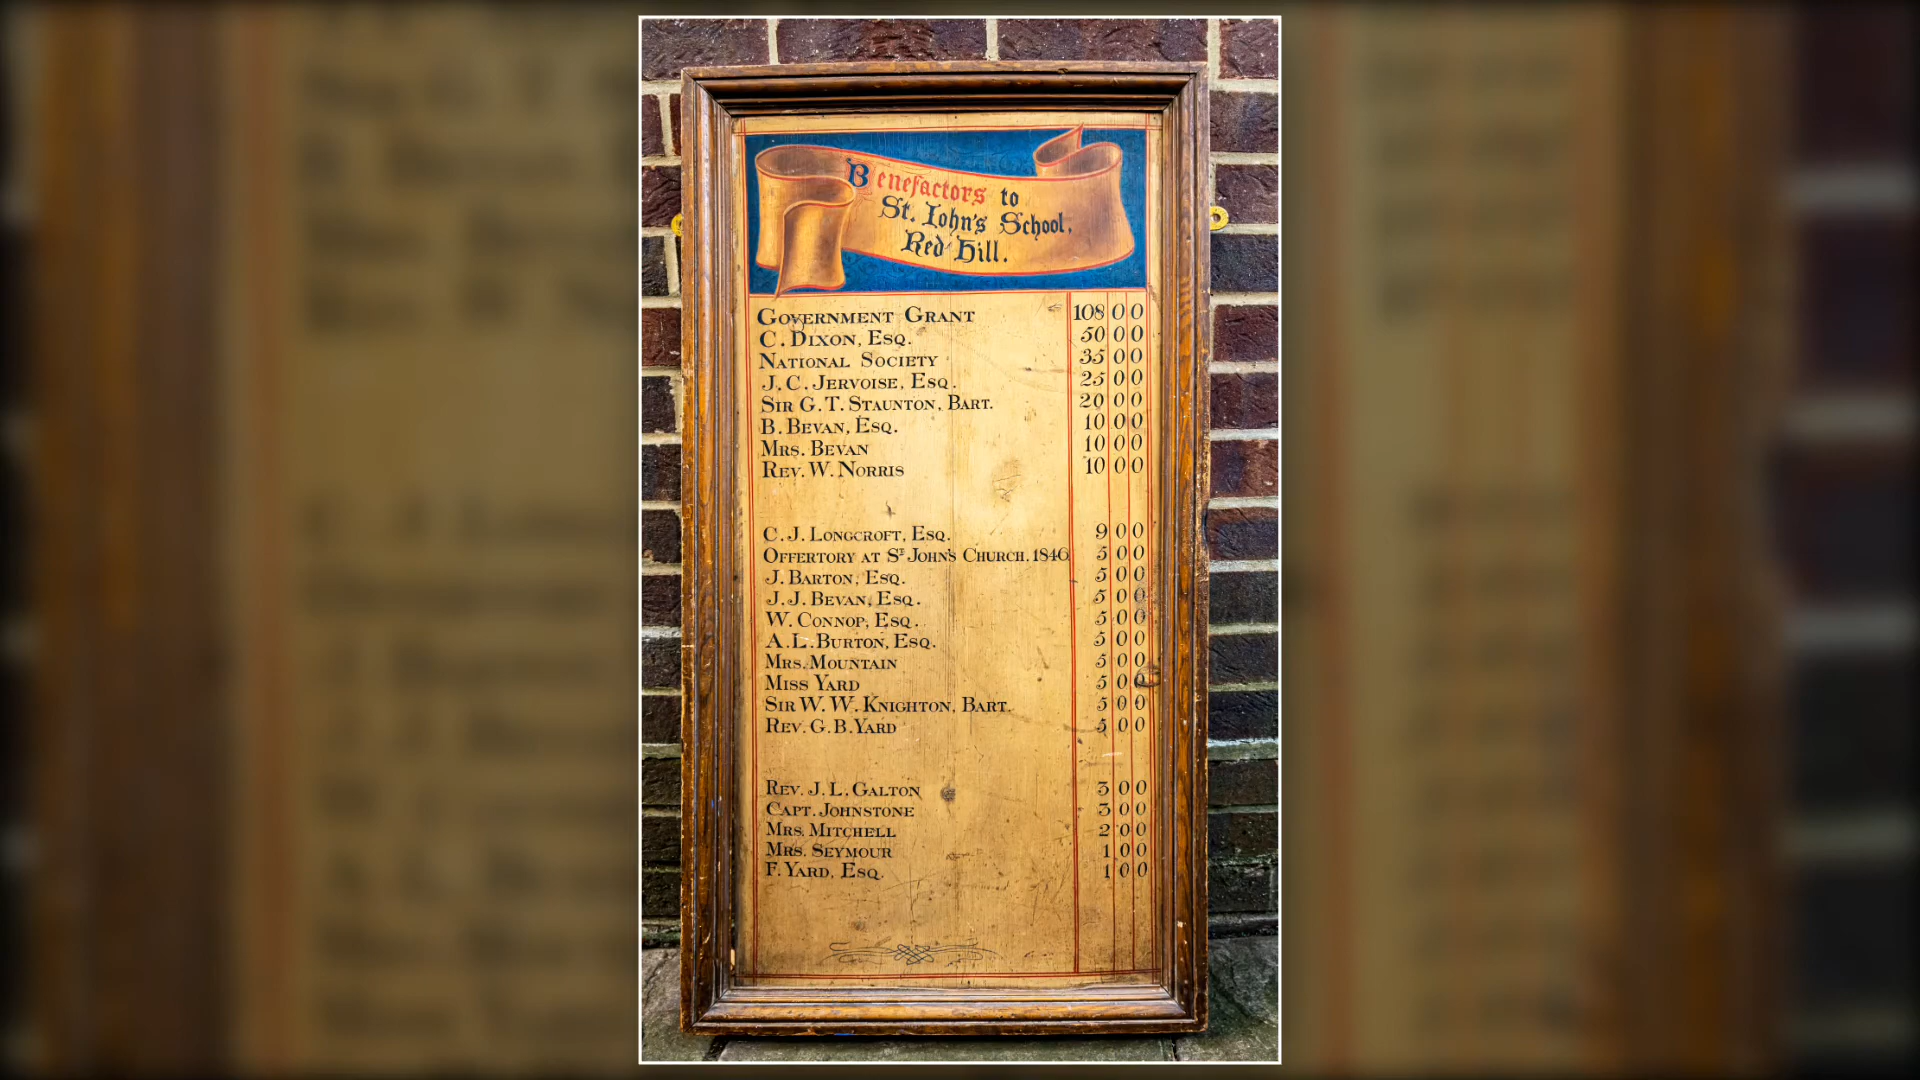 Benefactors to
St. Iohn's School,
Red Hill.
GOVERNMENT GRANT 108 0 0
C. DIXON, ESQ. 50 0 0
NATIONAL SOCIETY 35 0 0
J. C. JERVOISE, ESQ. 25 0 0
SIR G. T. STAUNTON, BART. 20 0 0
B. BEVAN, ESQ. 10 0 0
MRS. BEVAN 10 0 0
REV. W. NORRIS 10 0 0
C. J. LONGCROFT, ESQ. 9 0 0
OFFERTORY AT ST JOHN'S CHURCH. 1846 5 0 0
J. BARTON, ESQ. 5 0 0
J. J. BEVAN, ESQ. 5 0 0
W. CONNOP, ESQ. 5 0 0
A. L. BURTON, ESQ. 5 0 0
MRS. MOUNTAIN 5 0 0
MISS YARD 5 0 0
SIR W. W. KNIGHTON, BART. 5 0 0
REV. G. B. YARD 5 0 0
REV. J. L. GALTON 3 0 0
CAPT. JOHNSTONE 3 0 0
MRS. MITCHELL 2 0 0
MRS. SEYMOUR 1 0 0
F. YARD, ESQ. 1 0 0